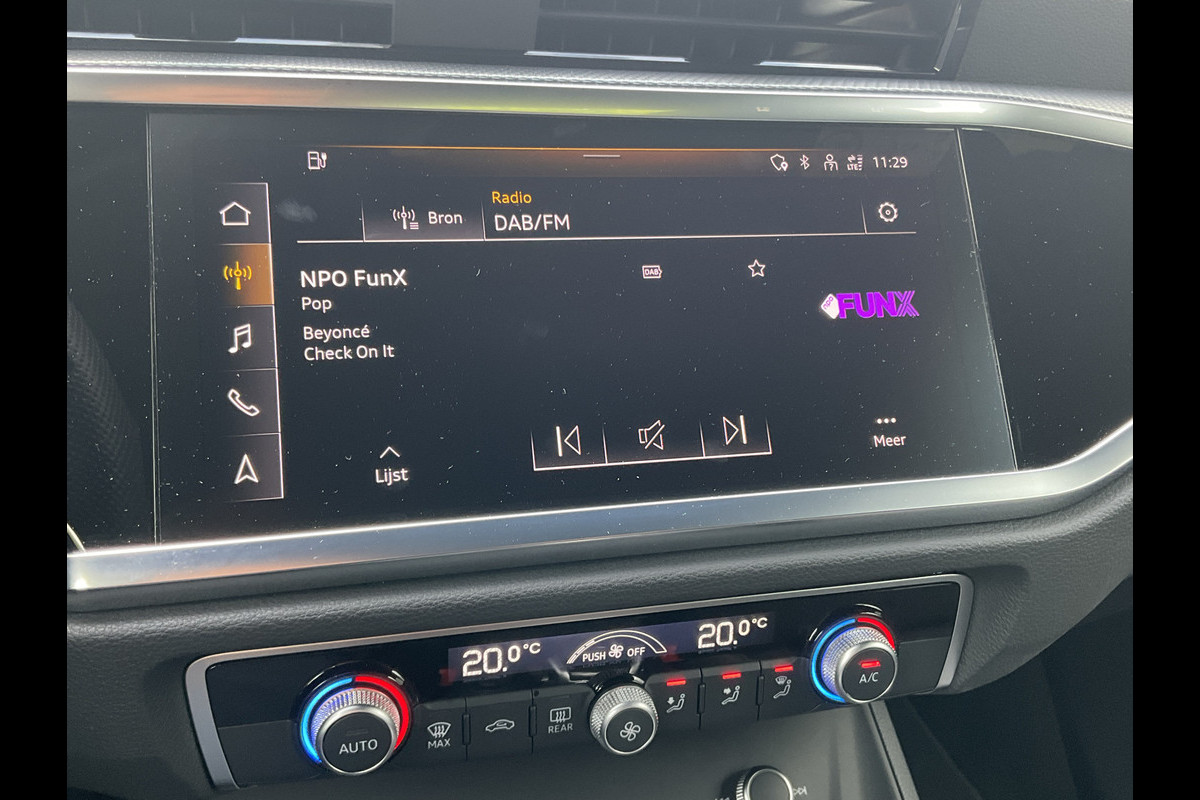 LTE
11:29
Radio
Bron
DAB/FM
NPO FunX
DAB
Pop
FUNX
Beyoncé
Check On It
Lijst
Meer
20.0°C
PUSH OFF
20.0°C
AUTO
MAX
REAR
A/C